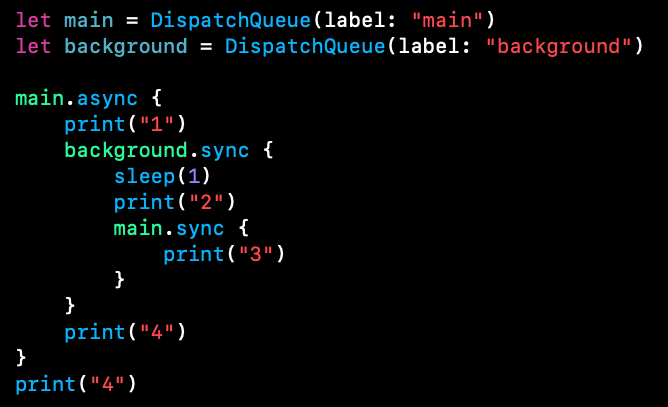 let main = DispatchQueue(label: "main")
let background = DispatchQueue(label: "background")

main.async {
    print("1")
    background.sync {
        sleep(1)
        print("2")
        main.sync {
            print("3")
        }
    }
    print("4")
}
print("4")